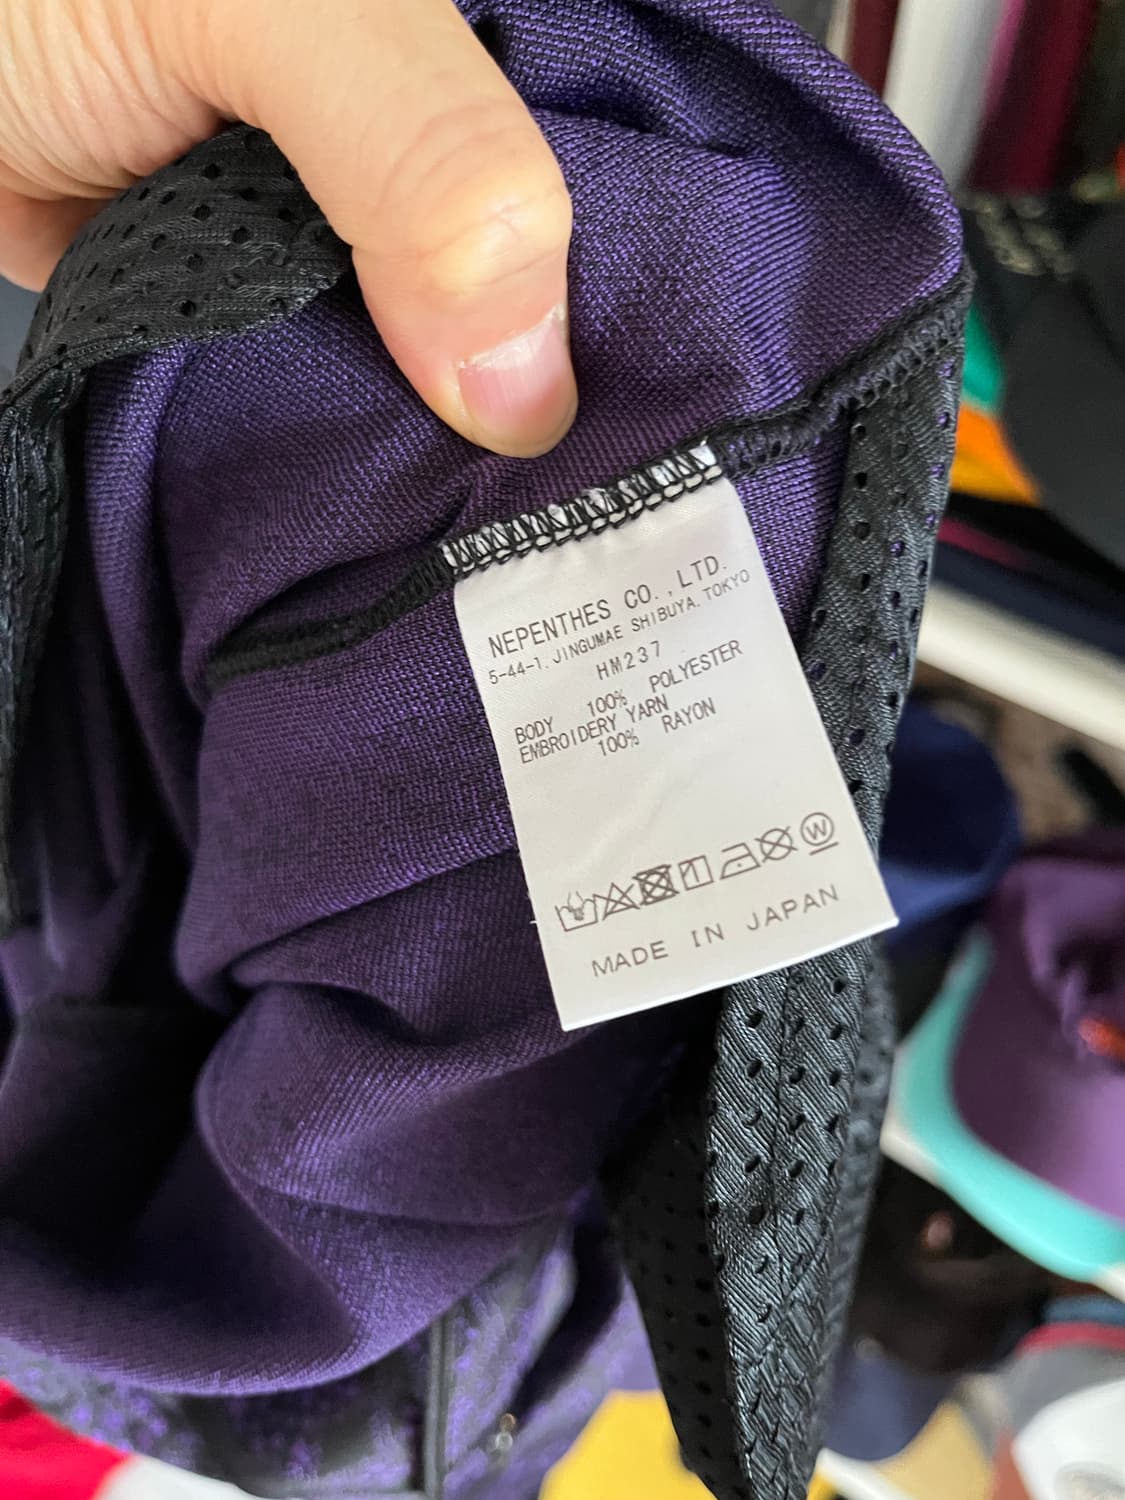 NEPENTHES CO.,LTD.
5-44-1, JINGUMAE SHIBUYA. TOKYO
HM237
BODY 100% POLYESTER
EMBROIDERY YARN
100% RAYON
W
MADE IN JAPAN